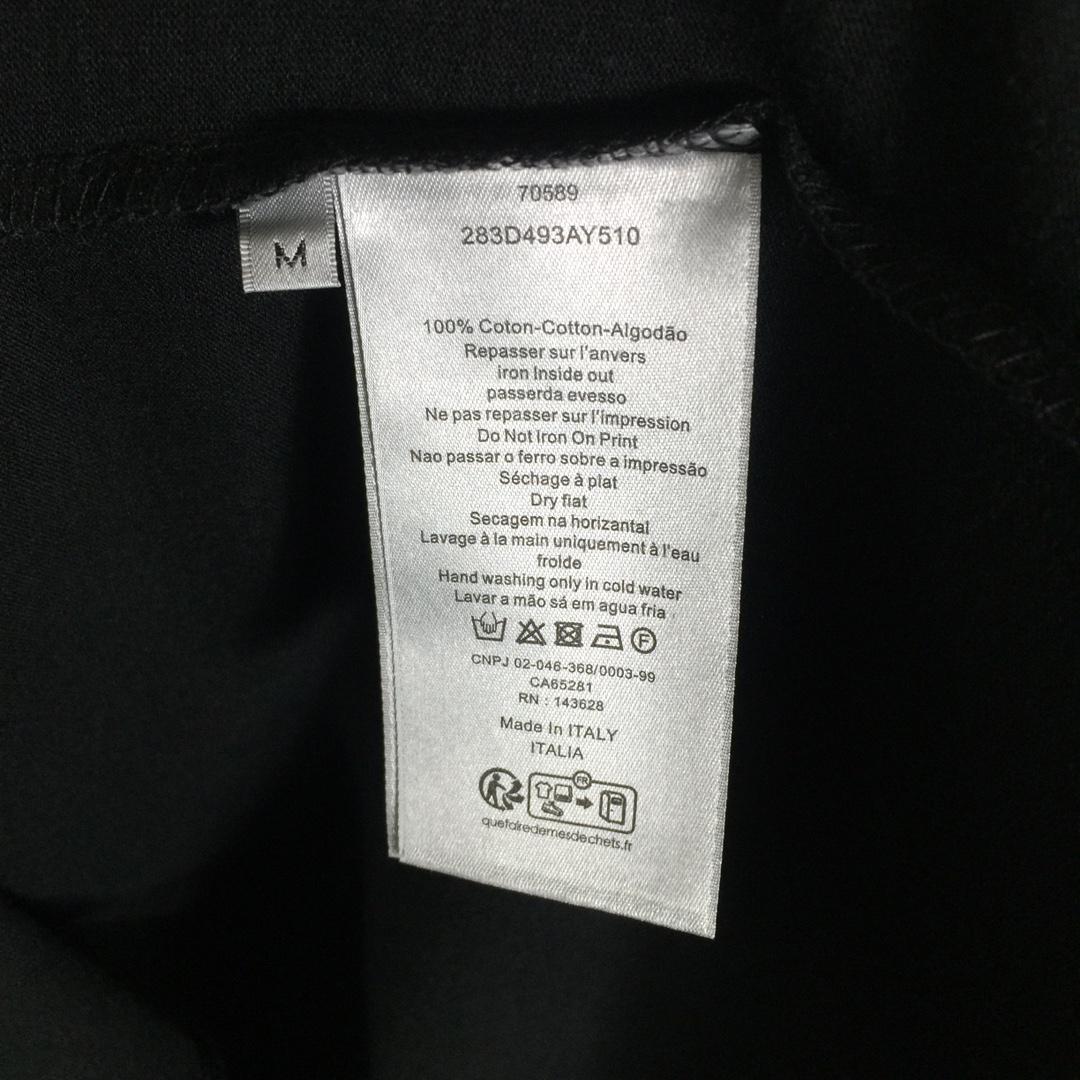 M
70589
283D493AY510
100% Coton-Cotton-Algodão
Repasser sur l'anvers
iron Inside out
passerda evesso
Ne pas repasser sur l'impression
Do Not Iron On Print
Nao passar o ferro sobre a impressão
Séchage à plat
Dry fiat
Secagem na horizantal
Lavage à la main uniquement à l'eau
frolde
Hand washing only in cold water
Lavar a mão sá em agua fria
F
CNPJ 02-046-368/0003-99
CA65281
RN : 143628
Made In ITALY
ITALIA
FR
quefairedemesdechets.fr